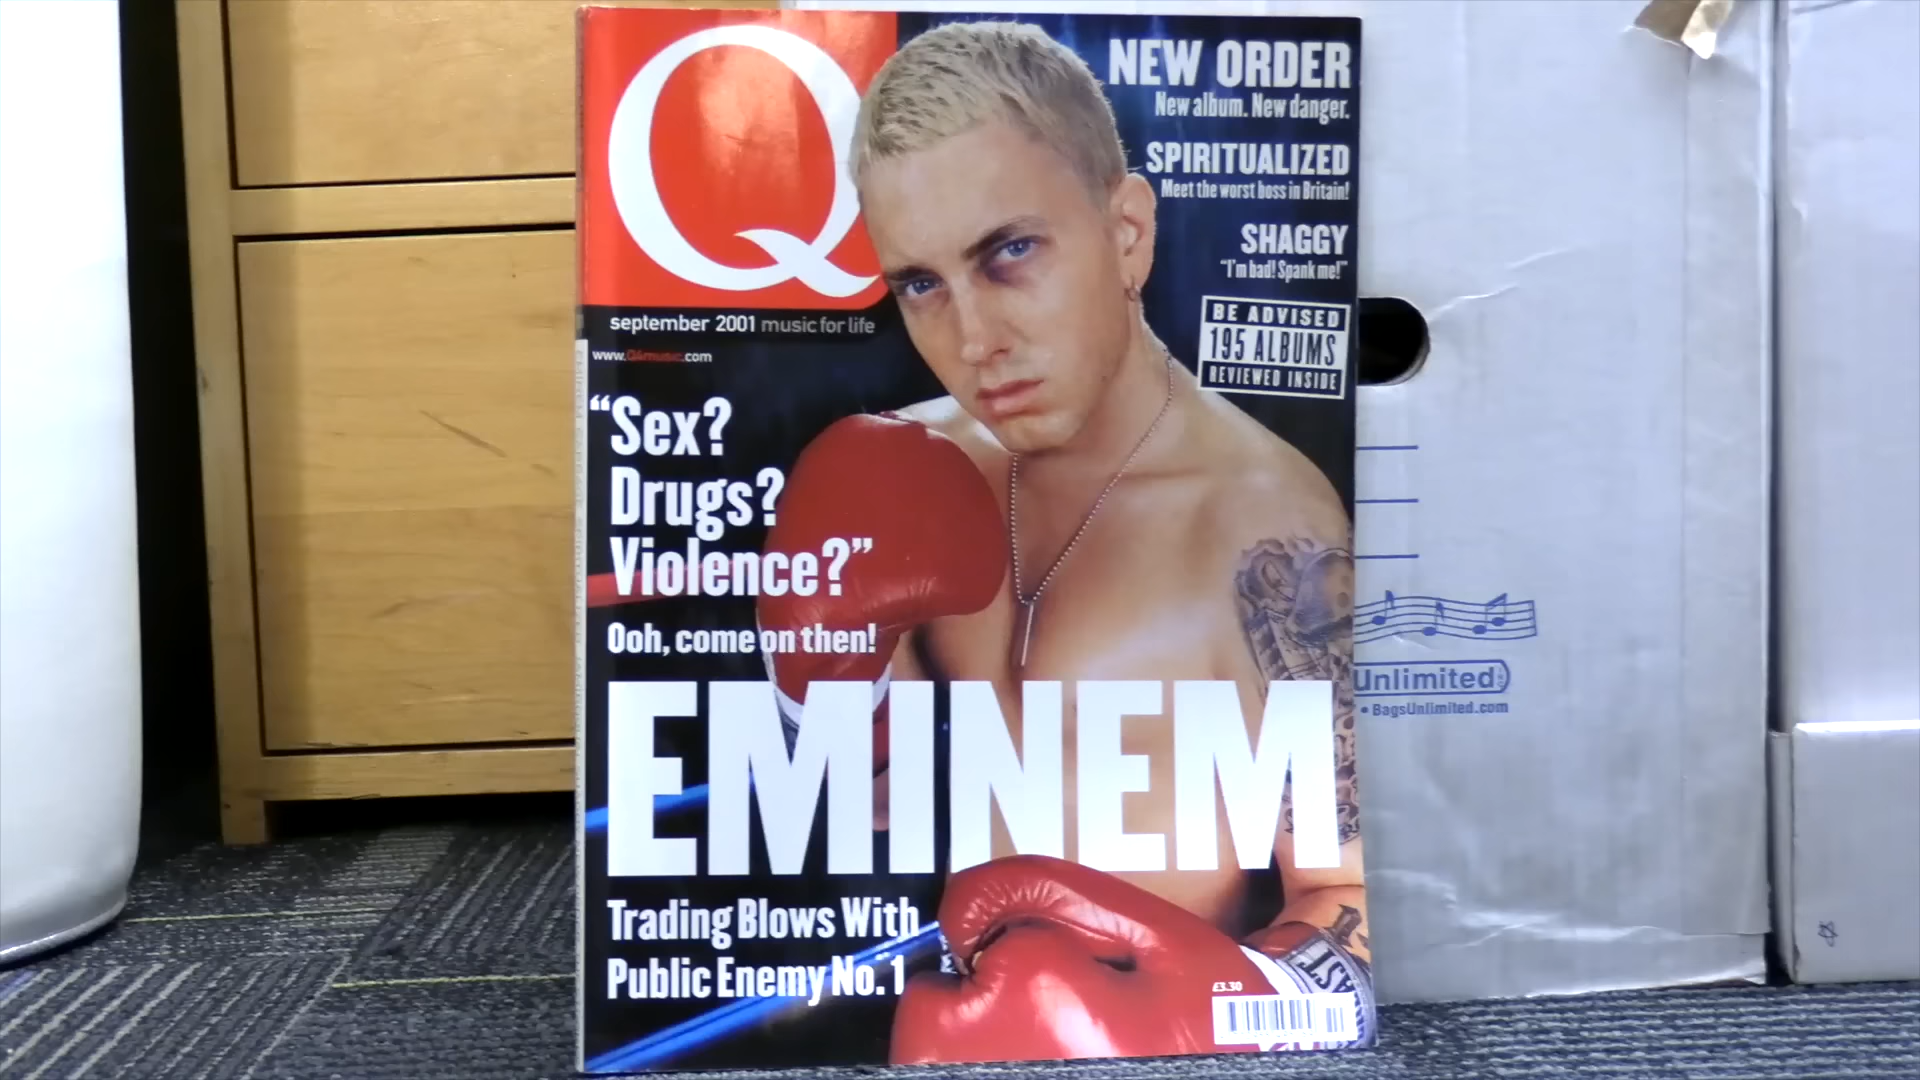 Q
september 2001 music for life
www.Q4music.com
NEW ORDER
New album. New danger.
SPIRITUALIZED
Meet the worst boss in Britain!
SHAGGY
"I'm bad! Spank me!"
BE ADVISED
195 ALBUMS
REVIEWED INSIDE
“Sex?
Drugs?
Violence?”
Ooh, come on then!
EMINEM
Trading Blows With
Public Enemy No.1
£3.30
Unlimited
• BagsUnlimited.com